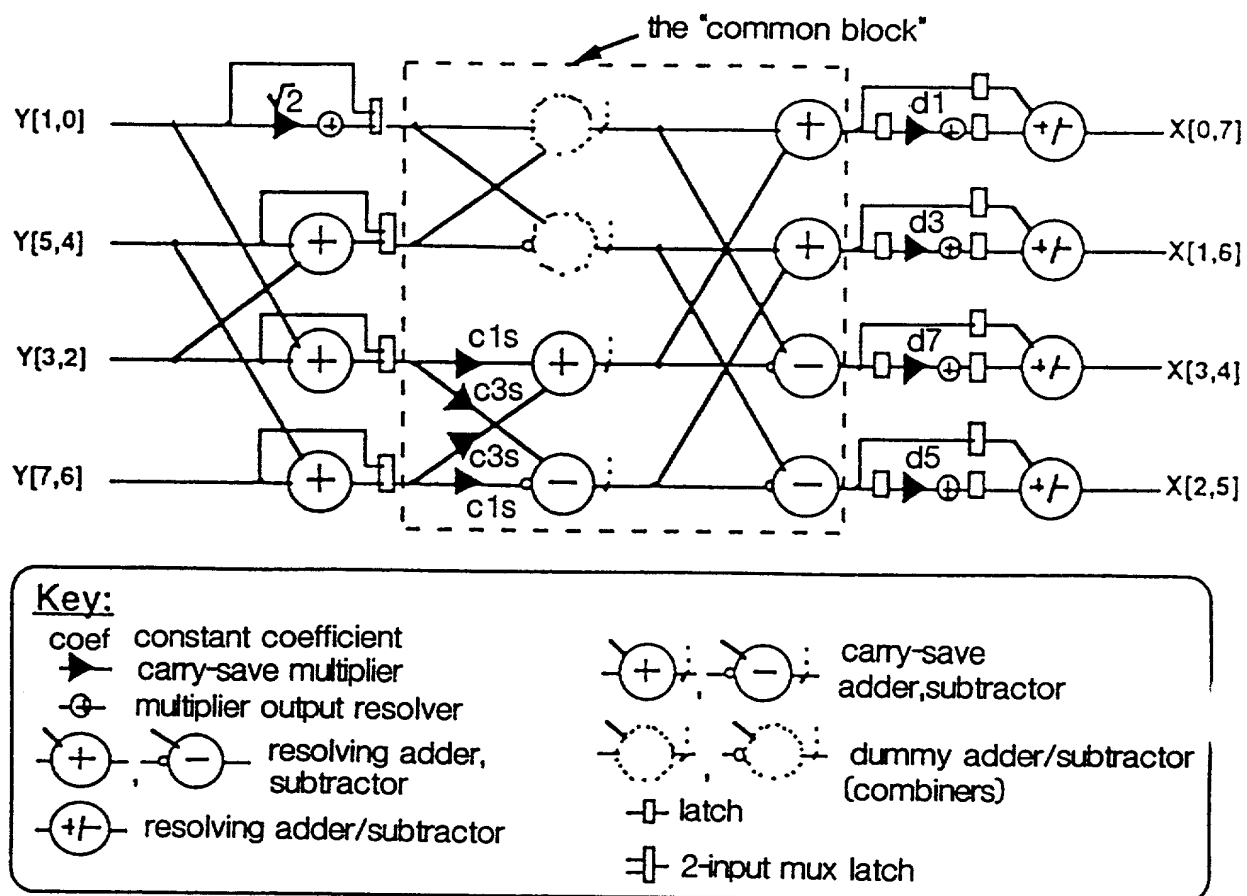 the "common block"
√2
d1
Y[1,0]
+
+/-
X[0,7]
d3
Y[5,4]
+
+
+/-
X[1,6]
c1s
d7
Y[3,2]
+
+
-
+/-
X[3,4]
c3s
c3s
d5
Y[7,6]
+
-
-
+/-
X[2,5]
c1s
Key:
coef constant coefficient
carry-save multiplier
multiplier output resolver
+ , - resolving adder,
subtractor
+/- resolving adder/subtractor
+ , - carry-save
adder,subtractor
, dummy adder/subtractor
(combiners)
latch
2-input mux latch